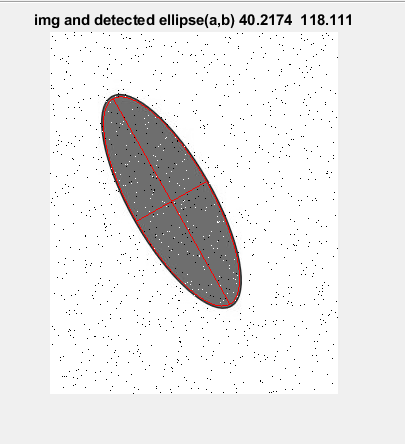 img and detected ellipse(a,b) 40.2174  118.111